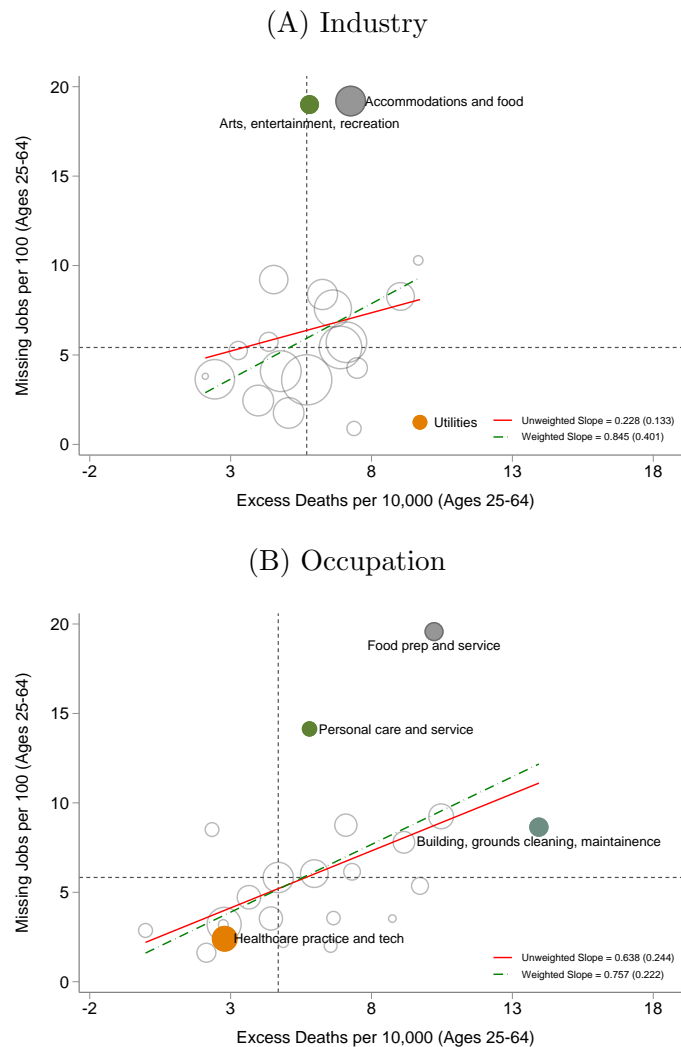 (A) Industry
20
Accommodations and food
Arts, entertainment, recreation
15
Missing Jobs per 100 (Ages 25-64)
10
5
Utilities
Unweighted Slope = 0.228 (0.133)
Weighted Slope = 0.845 (0.401)
0
-2 3 8 13 18
Excess Deaths per 10,000 (Ages 25-64)
(B) Occupation
20
Food prep and service
15
Personal care and service
Missing Jobs per 100 (Ages 25-64)
10
Building, grounds cleaning, maintainence
5
Healthcare practice and tech
Unweighted Slope = 0.638 (0.244)
Weighted Slope = 0.757 (0.222)
0
-2 3 8 13 18
Excess Deaths per 10,000 (Ages 25-64)